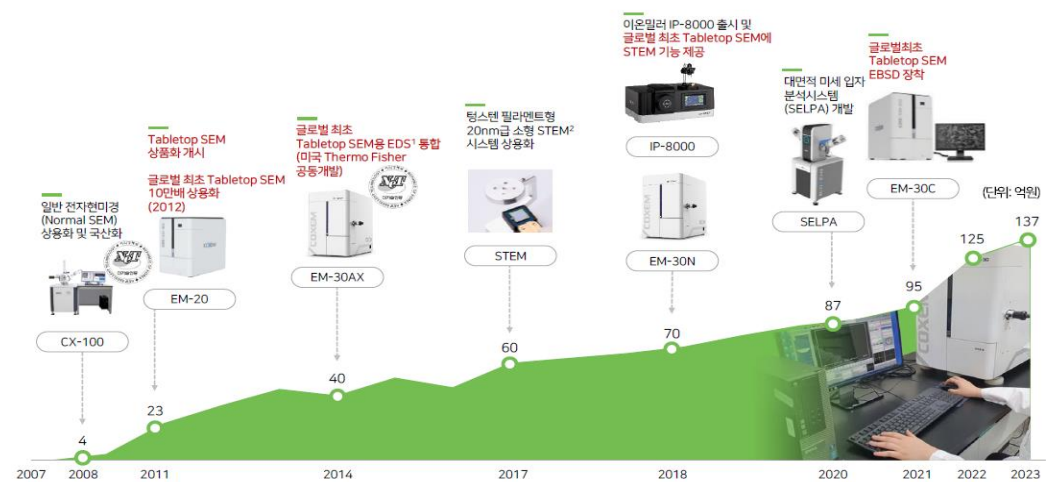 일반 전자현미경
(Normal SEM)
상용화 및 국산화
CX-100
4
Tabletop SEM
상품화 개시
글로벌 최초 Tabletop SEM
10만배 상용화
(2012)
EM-20
23
글로벌 최초
Tabletop SEM용 EDS¹ 통합
(미국 Thermo Fisher
공동개발)
EM-30AX
40
텅스텐 필라멘트형
20nm급 소형 STEM²
시스템 상용화
STEM
60
이온밀러 IP-8000 출시 및
글로벌 최초 Tabletop SEM에
STEM 기능 제공
IP-8000
EM-30N
70
대면적 미세 입자
분석시스템
(SELPA) 개발
SELPA
87
글로벌최초
Tabletop SEM
EBSD 장착
EM-30C
95
(단위: 억원)
125
137
COXEM
2007 2008 2011 2014 2017 2018 2020 2021 2022 2023